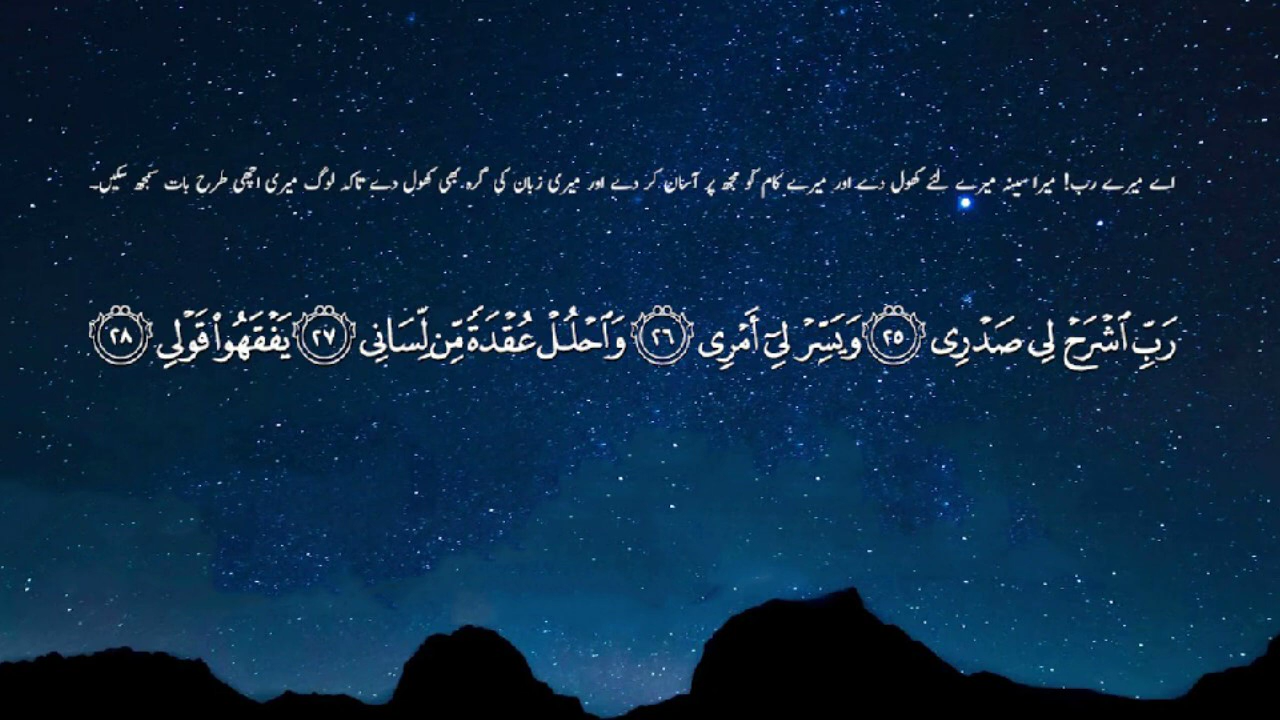 اے میرے رب! میرا سینہ میرے لئے کھول دے اور میرے کام کو مجھ پر آسان کر دے اور میری زبان کی گرہ بھی کھول دے تاکہ لوگ میری اچھی طرح بات سمجھ سکیں۔
رَبِّ ٱشْرَحْ لِى صَدْرِى ٢٥ وَيَسِّرْ لِىٓ أَمْرِى ٢٦ وَٱحْلُلْ عُقْدَةًۭ مِّن لِّسَانِى ٢٧ يَفْقَهُوا۟ قَوْلِى ٢٨